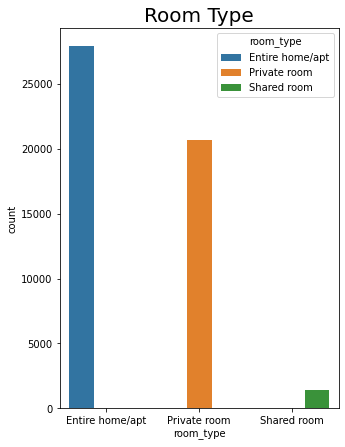 Room Type
room_type
Entire home/apt
Private room
Shared room
count
25000
20000
15000
10000
5000
0
Entire home/apt Private room Shared room
room_type